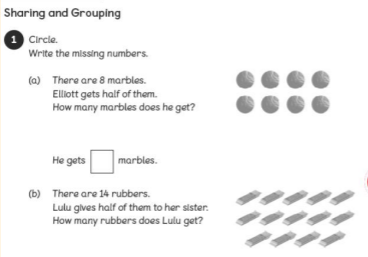 Sharing and Grouping
1 Circle.
Write the missing numbers.
(a) There are 8 marbles.
Elliott gets half of them.
How many marbles does he get?
He gets marbles.
(b) There are 14 rubbers.
Lulu gives half of them to her sister.
How many rubbers does Lulu get?